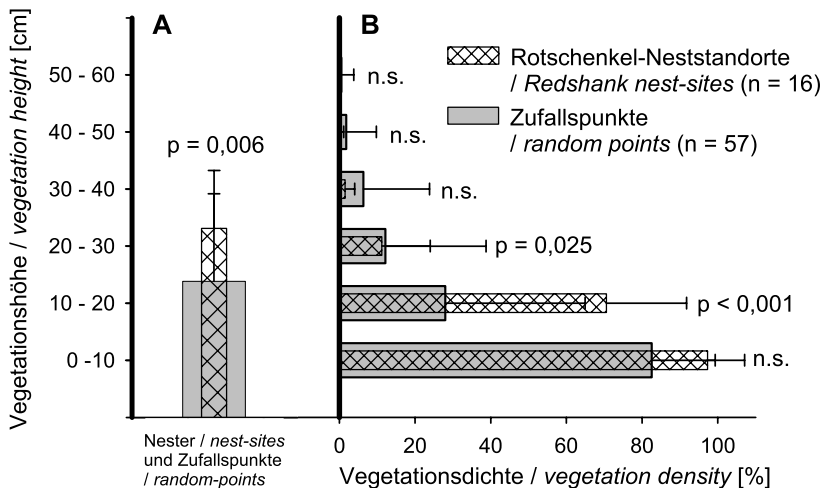 Vegetationshöhe / vegetation height [cm]
A
B
50 - 60
40 - 50
30 - 40
20 - 30
10 - 20
0 -10
p = 0,006
n.s.
n.s.
n.s.
p = 0,025
p < 0,001
n.s.
Rotschenkel-Neststandorte
/ Redshank nest-sites (n = 16)
Zufallspunkte
/ random points (n = 57)
Nester / nest-sites
und Zufallspunkte
/ random-points
0 20 40 60 80 100
Vegetationsdichte / vegetation density [%]